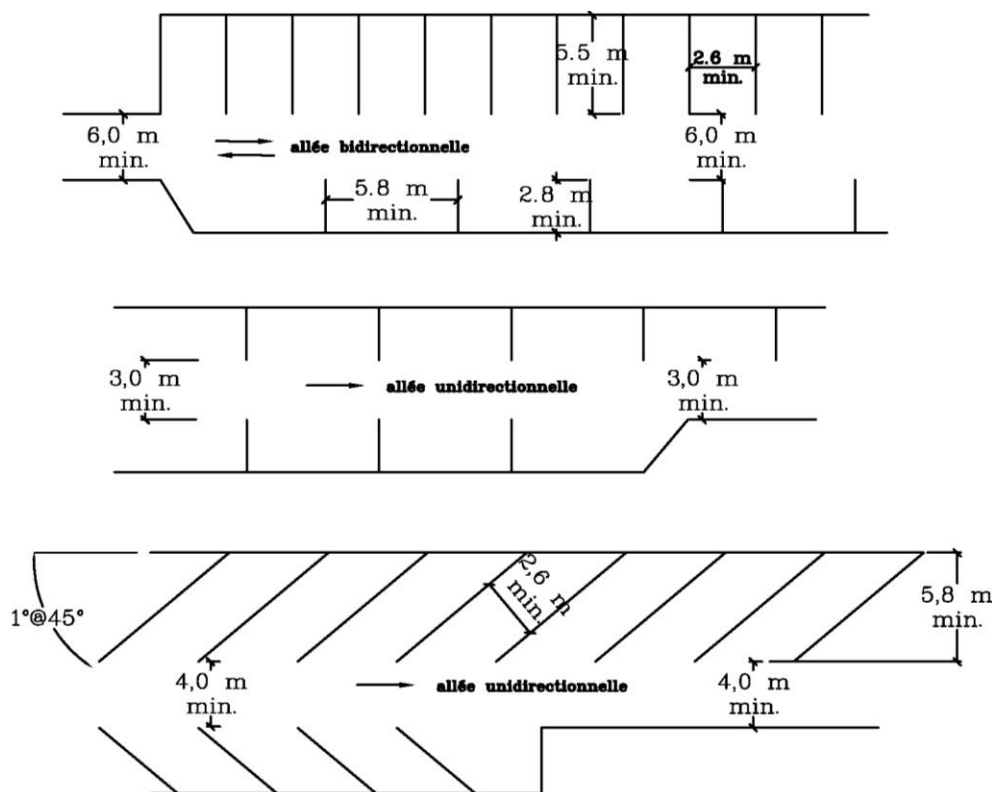 5.5 m
min.
2.6 m
min.
6,0 m
min.
allée bidirectionnelle
6,0 m
min.
5.8 m
min.
2.8 m
min.
3,0 m
min.
allée unidirectionnelle
3,0 m
min.
1°@45°
2,6 m
min.
5,8 m
min.
4,0 m
min.
allée unidirectionnelle
4,0 m
min.